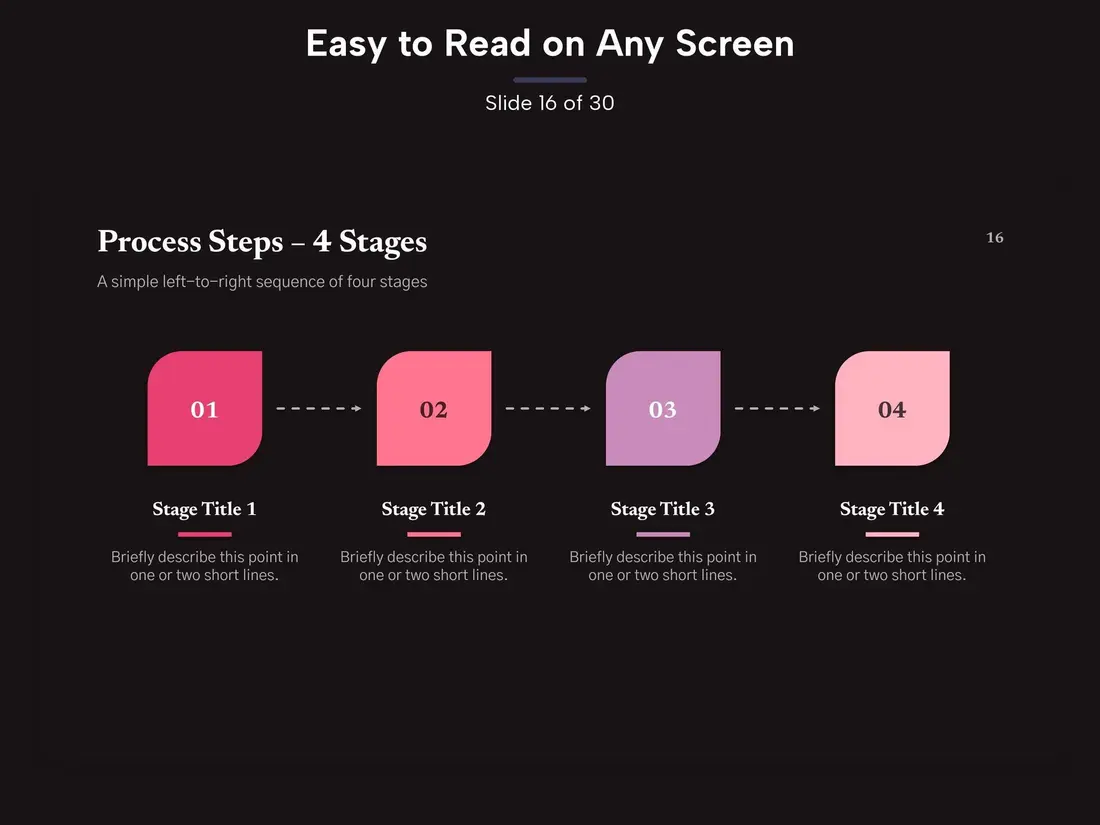 Easy to Read on Any Screen
Slide 16 of 30
Process Steps – 4 Stages
16
A simple left-to-right sequence of four stages
01
02
03
04
Stage Title 1
Stage Title 2
Stage Title 3
Stage Title 4
Briefly describe this point in
one or two short lines.
Briefly describe this point in
one or two short lines.
Briefly describe this point in
one or two short lines.
Briefly describe this point in
one or two short lines.